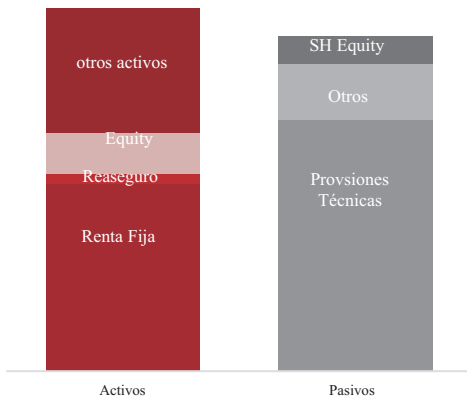 otros activos
Equity
Reaseguro
Renta Fija
SH Equity
Otros
Provsiones
Técnicas
Activos
Pasivos